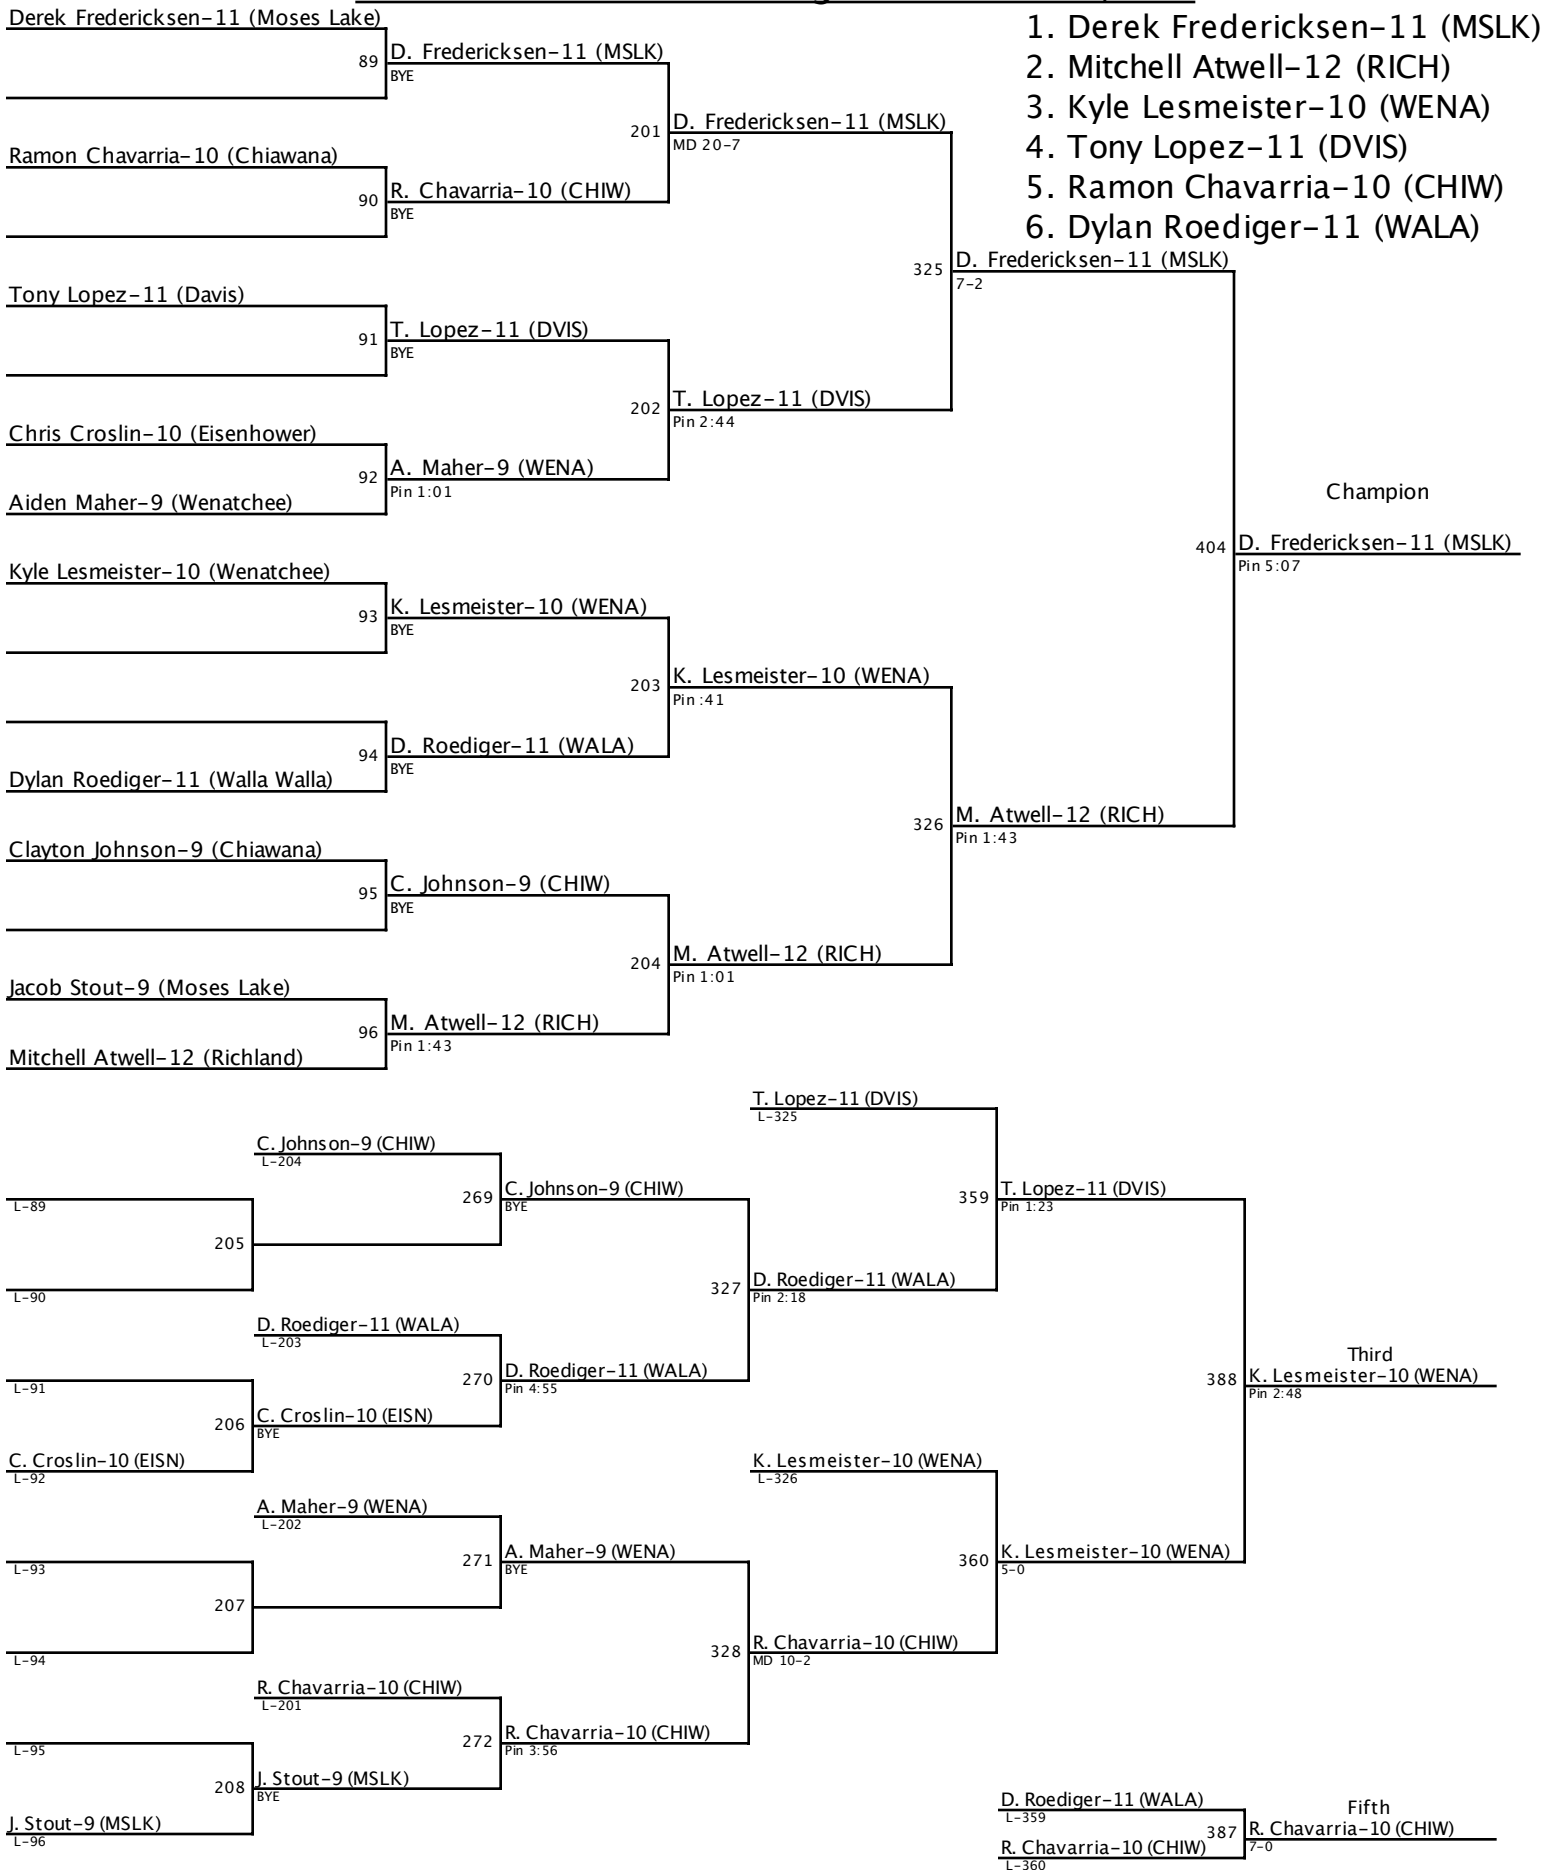 Derek Fredericksen-11 (Moses Lake)
1. Derek Fredericksen-11 (MSLK)
2. Mitchell Atwell-12 (RICH)
3. Kyle Lesmeister-10 (WENA)
4. Tony Lopez-11 (DVIS)
5. Ramon Chavarria-10 (CHIW)
6. Dylan Roediger-11 (WALA)
89
D. Fredericksen-11 (MSLK)
BYE
201
D. Fredericksen-11 (MSLK)
MD 20-7
Ramon Chavarria-10 (Chiawana)
90
R. Chavarria-10 (CHIW)
BYE
325
D. Fredericksen-11 (MSLK)
7-2
Tony Lopez-11 (Davis)
91
T. Lopez-11 (DVIS)
BYE
202
T. Lopez-11 (DVIS)
Pin 2:44
Chris Croslin-10 (Eisenhower)
92
A. Maher-9 (WENA)
Pin 1:01
Aiden Maher-9 (Wenatchee)
Champion
404
D. Fredericksen-11 (MSLK)
Pin 5:07
Kyle Lesmeister-10 (Wenatchee)
93
K. Lesmeister-10 (WENA)
BYE
203
K. Lesmeister-10 (WENA)
Pin :41
94
D. Roediger-11 (WALA)
BYE
Dylan Roediger-11 (Walla Walla)
326
M. Atwell-12 (RICH)
Pin 1:43
Clayton Johnson-9 (Chiawana)
95
C. Johnson-9 (CHIW)
BYE
204
M. Atwell-12 (RICH)
Pin 1:01
Jacob Stout-9 (Moses Lake)
96
M. Atwell-12 (RICH)
Pin 1:43
Mitchell Atwell-12 (Richland)
T. Lopez-11 (DVIS)
L-325
C. Johnson-9 (CHIW)
L-204
269
C. Johnson-9 (CHIW)
BYE
359
T. Lopez-11 (DVIS)
Pin 1:23
L-89
205
L-90
327
D. Roediger-11 (WALA)
Pin 2:18
D. Roediger-11 (WALA)
L-203
270
D. Roediger-11 (WALA)
Pin 4:55
L-91
206
C. Croslin-10 (EISN)
BYE
C. Croslin-10 (EISN)
L-92
Third
388
K. Lesmeister-10 (WENA)
Pin 2:48
K. Lesmeister-10 (WENA)
L-326
A. Maher-9 (WENA)
L-202
271
A. Maher-9 (WENA)
BYE
360
K. Lesmeister-10 (WENA)
5-0
L-93
207
L-94
328
R. Chavarria-10 (CHIW)
MD 10-2
R. Chavarria-10 (CHIW)
L-201
272
R. Chavarria-10 (CHIW)
Pin 3:56
L-95
208
J. Stout-9 (MSLK)
BYE
J. Stout-9 (MSLK)
L-96
D. Roediger-11 (WALA)
L-359
Fifth
387
R. Chavarria-10 (CHIW)
7-0
R. Chavarria-10 (CHIW)
L-360